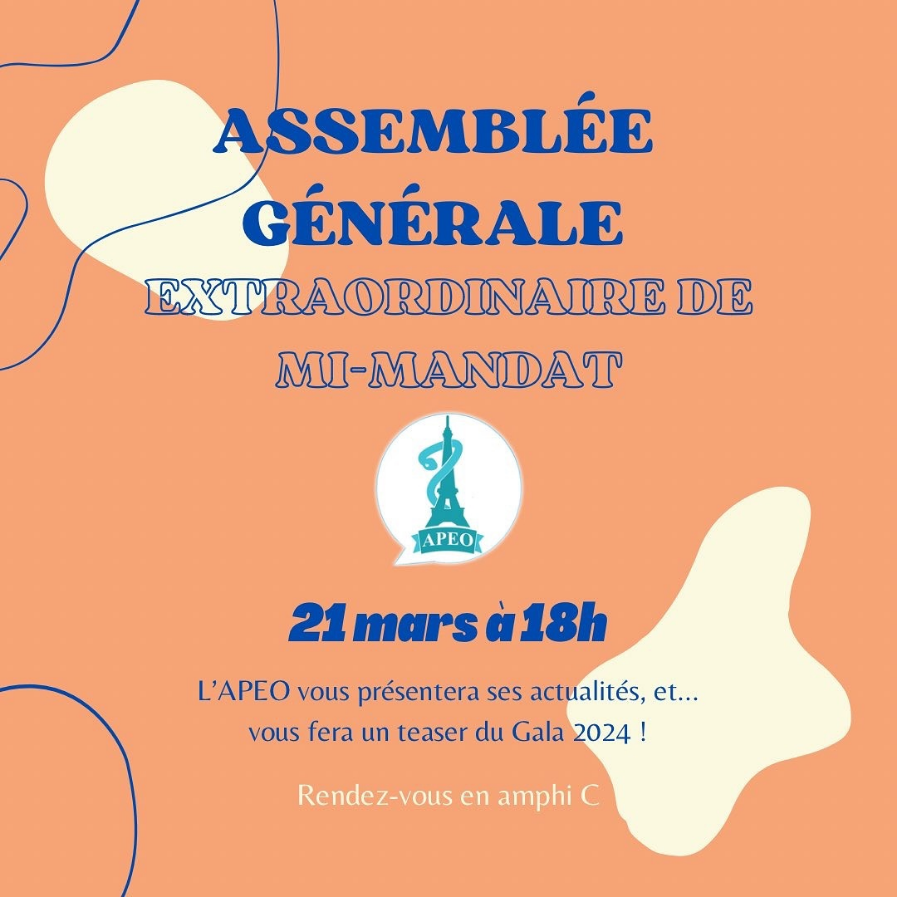 ASSEMBLÉE
GÉNÉRALE
EXTRAORDINAIRE DE
MI-MANDAT
APEO
21 mars à 18h
L'APEO vous présentera ses actualités, et...
vous fera un teaser du Gala 2024 !
Rendez-vous en amphi C